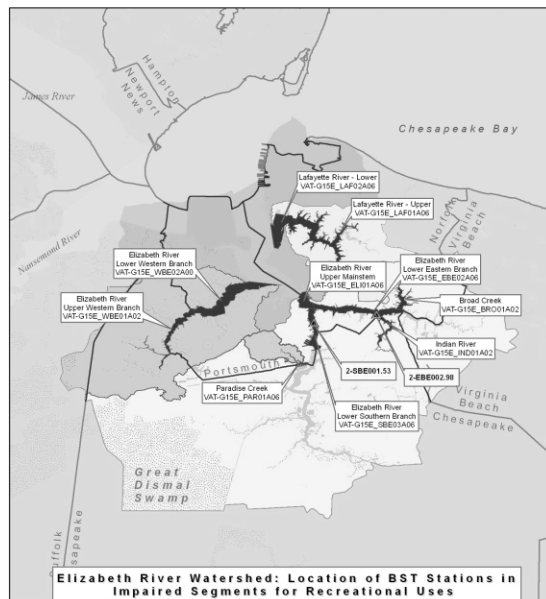 Hampton
Newport
News
James River
Chesapeake Bay
Lafayette River - Lower
VAT-G15E_LAF02A06
Lafayette River - Upper
VAT-G15E_LAF01A06
Norfolk
Virginia
Beach
Nansemond River
Elizabeth River
Lower Western Branch
VAT-G15E_WBE02A00
Elizabeth River
Upper Mainstem
VAT-G15E_ELI01A06
Elizabeth River
Lower Eastern Branch
VAT-G15E_EBE02A06
Elizabeth River
Upper Western Branch
VAT-G15E_WBE01A02
Broad Creek
VAT-G15E_BRO01A02
Indian River
VAT-G15E_IND01A02
Portsmouth
2-SBE001.53
2-EBE002.98
Paradise Creek
VAT-G15E_PAR01A06
Elizabeth River
Lower Southern Branch
VAT-G15E_SBE03A06
Virginia
Beach
Chesapeake
Great
Dismal
Swamp
Suffolk
Chesapeake
Elizabeth River Watershed: Location of BST Stations in
Impaired Segments for Recreational Uses